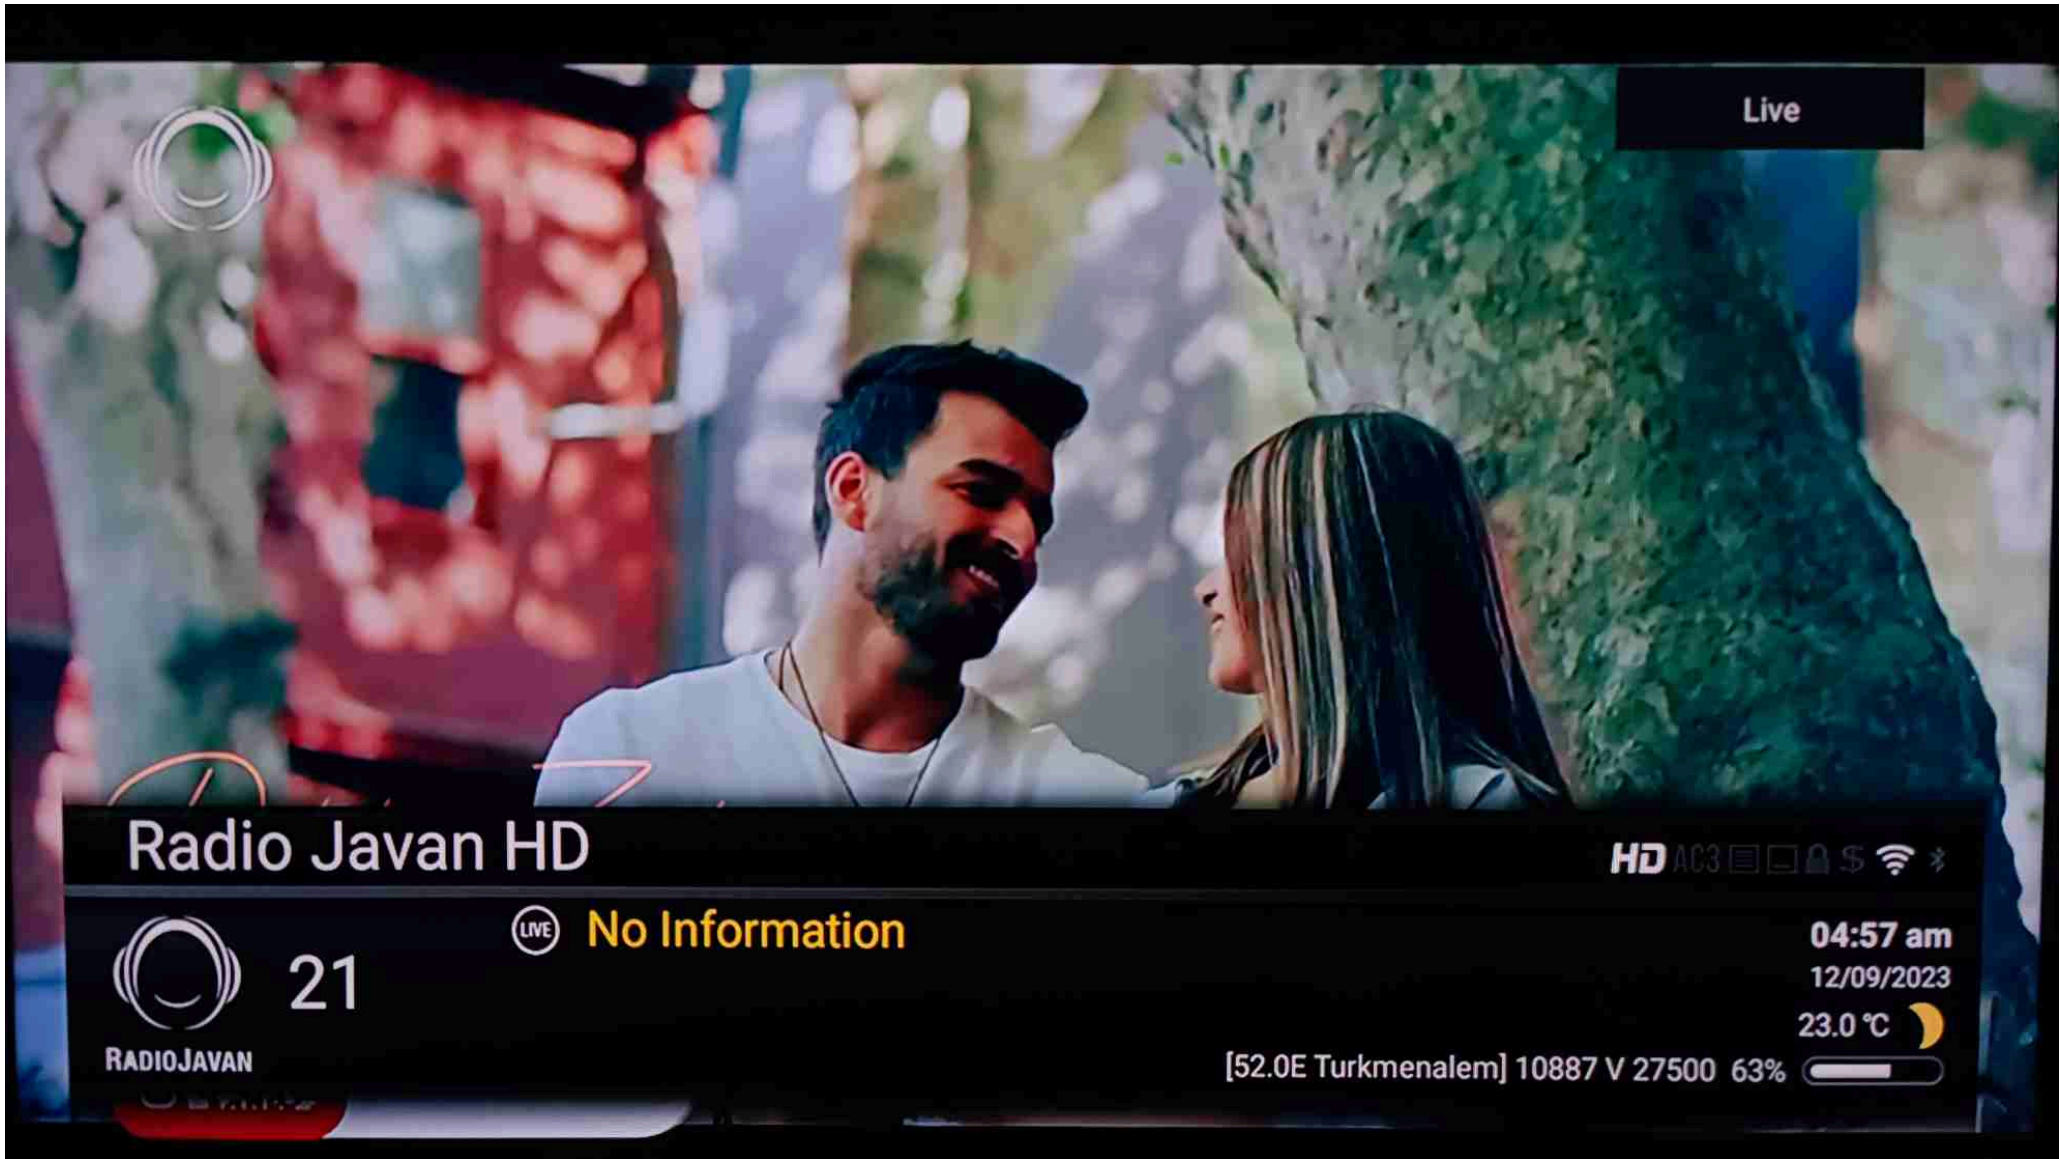 Live
Radio Javan HD
HD AC3 $
LIVE No Information
21
RADIOJAVAN
04:57 am
12/09/2023
23.0 °C
[52.0E Turkmenalem] 10887 V 27500 63%